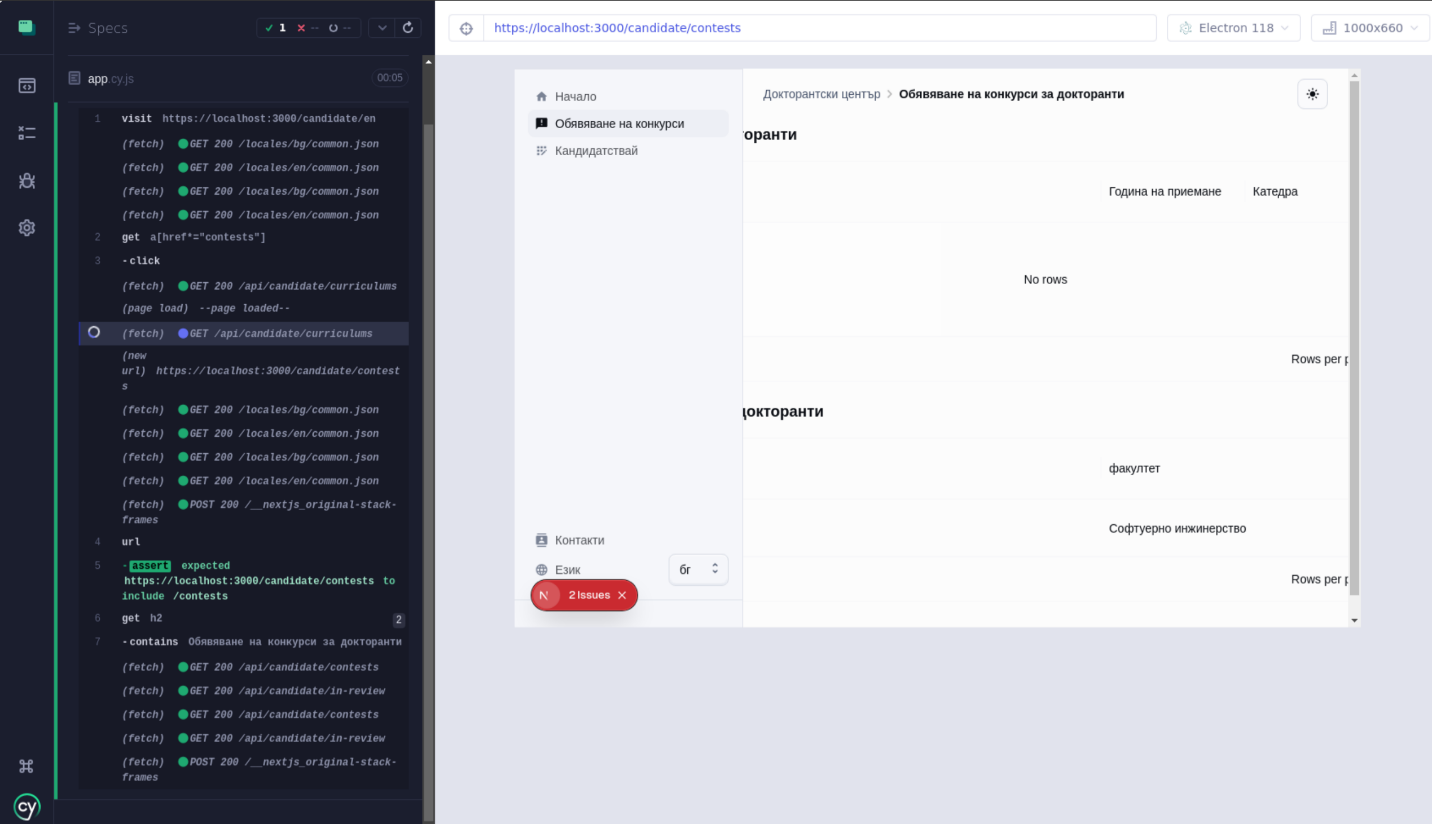 Specs
1 -- --
app.cy.js 00:05
1 visit https://localhost:3000/candidate/en
(fetch) GET 200 /locales/bg/common.json
(fetch) GET 200 /locales/en/common.json
(fetch) GET 200 /locales/bg/common.json
(fetch) GET 200 /locales/en/common.json
2 get a[href*="contests"]
3 -click
(fetch) GET 200 /api/candidate/curriculums
(page load) --page loaded--
(fetch) GET /api/candidate/curriculums
(new
url) https://localhost:3000/candidate/contest
s
(fetch) GET 200 /locales/bg/common.json
(fetch) GET 200 /locales/en/common.json
(fetch) GET 200 /locales/bg/common.json
(fetch) GET 200 /locales/en/common.json
(fetch) POST 200 /__nextjs_original-stack-
frames
4 url
5 -assert expected
https://localhost:3000/candidate/contests to
include /contests
6 get h2 2
7 -contains Обявяване на конкурси за докторанти
(fetch) GET 200 /api/candidate/contests
(fetch) GET 200 /api/candidate/in-review
(fetch) GET 200 /api/candidate/contests
(fetch) GET 200 /api/candidate/in-review
(fetch) POST 200 /__nextjs_original-stack-
frames
cy
https://localhost:3000/candidate/contests
Electron 118
1000x660
Начало
Обявяване на конкурси
Кандидатствай
Контакти
Език
бг
N 2 Issues
Докторантски център > Обявяване на конкурси за докторанти
оранти
Година на приемане Катедра
No rows
Rows per p
докторанти
факултет
Софтуерно инжинерство
Rows per p